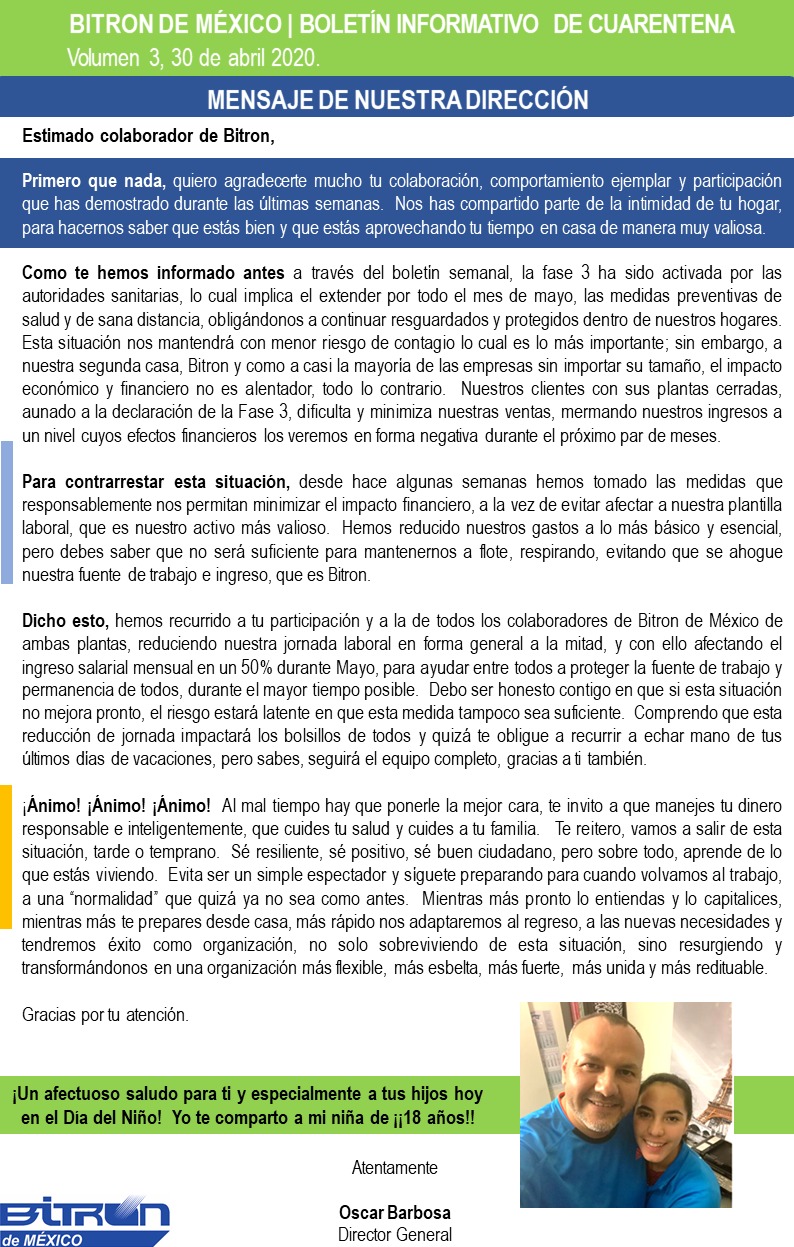 BITRON DE MÉXICO | BOLETÍN INFORMATIVO DE CUARENTENA
Volumen 3, 30 de abril 2020.
MENSAJE DE NUESTRA DIRECCIÓN
Estimado colaborador de Bitron,
Primero que nada, quiero agradecerte mucho tu colaboración, comportamiento ejemplar y participación
que has demostrado durante las últimas semanas. Nos has compartido parte de la intimidad de tu hogar,
para hacernos saber que estás bien y que estás aprovechando tu tiempo en casa de manera muy valiosa.
Como te hemos informado antes a través del boletín semanal, la fase 3 ha sido activada por las
autoridades sanitarias, lo cual implica el extender por todo el mes de mayo, las medidas preventivas de
salud y de sana distancia, obligándonos a continuar resguardados y protegidos dentro de nuestros hogares.
Esta situación nos mantendrá con menor riesgo de contagio lo cual es lo más importante; sin embargo, a
nuestra segunda casa, Bitron y como a casi la mayoría de las empresas sin importar su tamaño, el impacto
económico y financiero no es alentador, todo lo contrario. Nuestros clientes con sus plantas cerradas,
aunado a la declaración de la Fase 3, dificulta y minimiza nuestras ventas, mermando nuestros ingresos a
un nivel cuyos efectos financieros los veremos en forma negativa durante el próximo par de meses.
Para contrarrestar esta situación, desde hace algunas semanas hemos tomado las medidas que
responsablemente nos permitan minimizar el impacto financiero, a la vez de evitar afectar a nuestra plantilla
laboral, que es nuestro activo más valioso. Hemos reducido nuestros gastos a lo más básico y esencial,
pero debes saber que no será suficiente para mantenernos a flote, respirando, evitando que se ahogue
nuestra fuente de trabajo e ingreso, que es Bitron.
Dicho esto, hemos recurrido a tu participación y a la de todos los colaboradores de Bitron de México de
ambas plantas, reduciendo nuestra jornada laboral en forma general a la mitad, y con ello afectando el
ingreso salarial mensual en un 50% durante Mayo, para ayudar entre todos a proteger la fuente de trabajo y
permanencia de todos, durante el mayor tiempo posible. Debo ser honesto contigo en que si esta situación
no mejora pronto, el riesgo estará latente en que esta medida tampoco sea suficiente. Comprendo que esta
reducción de jornada impactará los bolsillos de todos y quizá te obligue a recurrir a echar mano de tus
últimos días de vacaciones, pero sabes, seguirá el equipo completo, gracias a ti también.
¡Ánimo! ¡Ánimo! ¡Ánimo! Al mal tiempo hay que ponerle la mejor cara, te invito a que manejes tu dinero
responsable e inteligentemente, que cuides tu salud y cuides a tu familia. Te reitero, vamos a salir de esta
situación, tarde o temprano. Sé resiliente, sé positivo, sé buen ciudadano, pero sobre todo, aprende de lo
que estás viviendo. Evita ser un simple espectador y síguete preparando para cuando volvamos al trabajo,
a una “normalidad” que quizá ya no sea como antes. Mientras más pronto lo entiendas y lo capitalices,
mientras más te prepares desde casa, más rápido nos adaptaremos al regreso, a las nuevas necesidades y
tendremos éxito como organización, no solo sobreviviendo de esta situación, sino resurgiendo y
transformándonos en una organización más flexible, más esbelta, más fuerte, más unida y más redituable.
Gracias por tu atención.
¡Un afectuoso saludo para ti y especialmente a tus hijos hoy
en el Día del Niño! Yo te comparto a mi niña de ¡¡18 años!!
Atentamente
Oscar Barbosa
Director General
BITRON
de MÉXICO